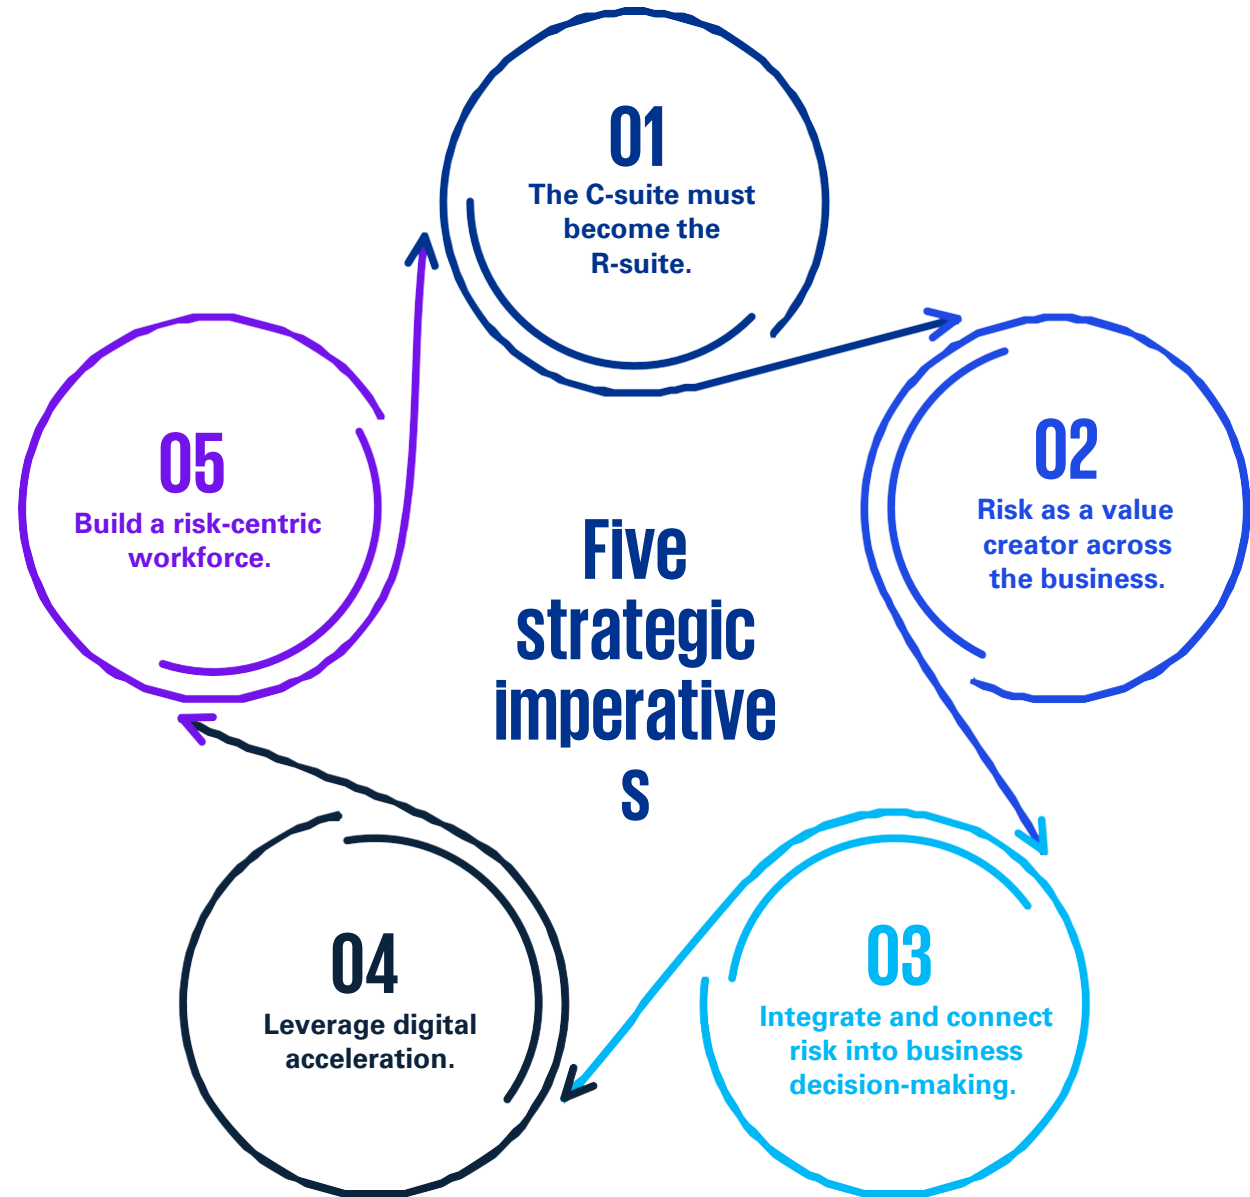 01
The C-suite must
become the
R-suite.
02
Risk as a value
creator across
the business.
03
Integrate and connect
risk into business
decision-making.
04
Leverage digital
acceleration.
05
Build a risk-centric
workforce.
Five
strategic
imperative
s